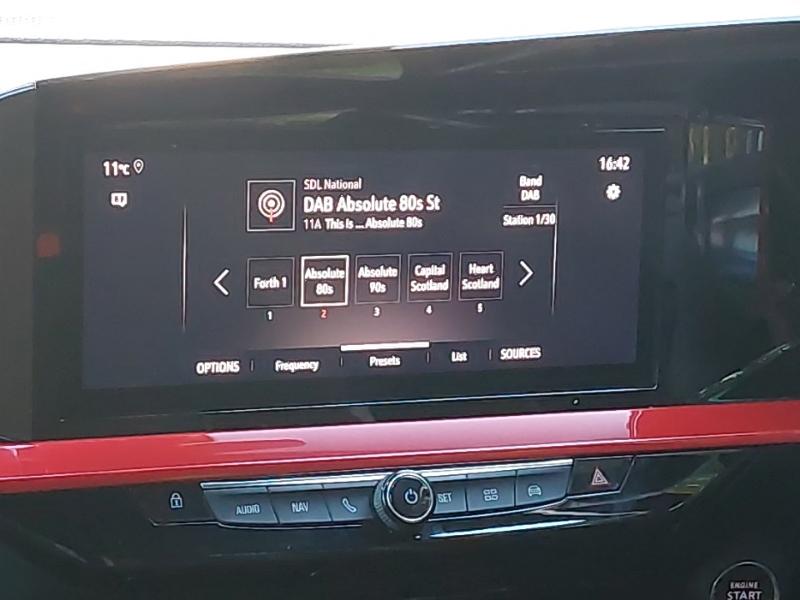 11°C
16:42
SDL National
DAB Absolute 80s St
11A This Is ... Absolute 80s
Band
DAB
Station 1/30
Forth 1
Absolute
80s
Absolute
90s
Capital
Scotland
Heart
Scotland
1
2
3
4
5
OPTIONS
Frequency
Presets
List
SOURCES
AUDIO
NAV
SET
ENGINE
START